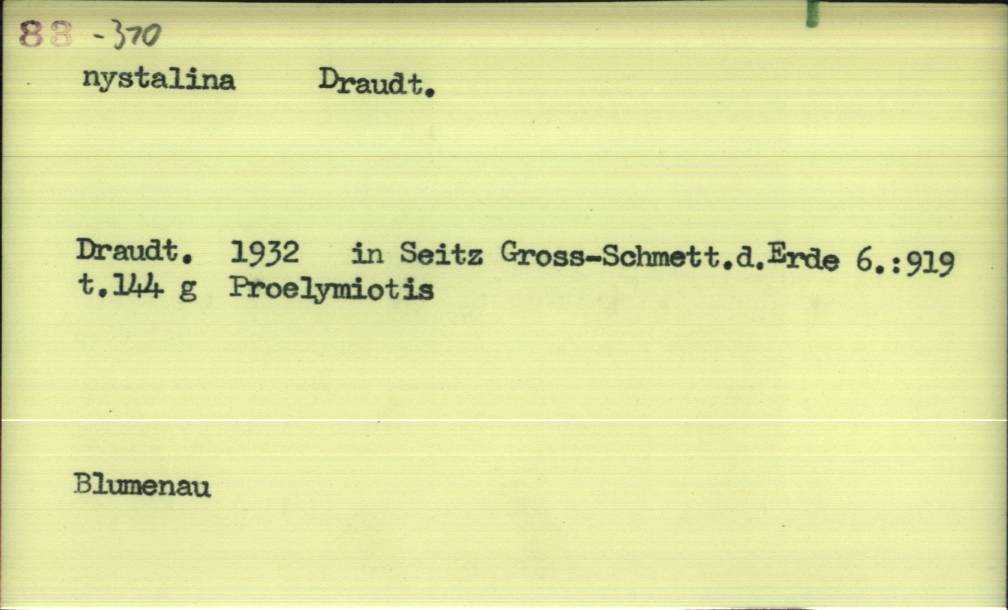 88 -370
nystalina Draudt.
Draudt. 1932 in Seitz Gross-Schmett.d.Erde 6.:919
t.144 g Proelymiotis
Blumenau